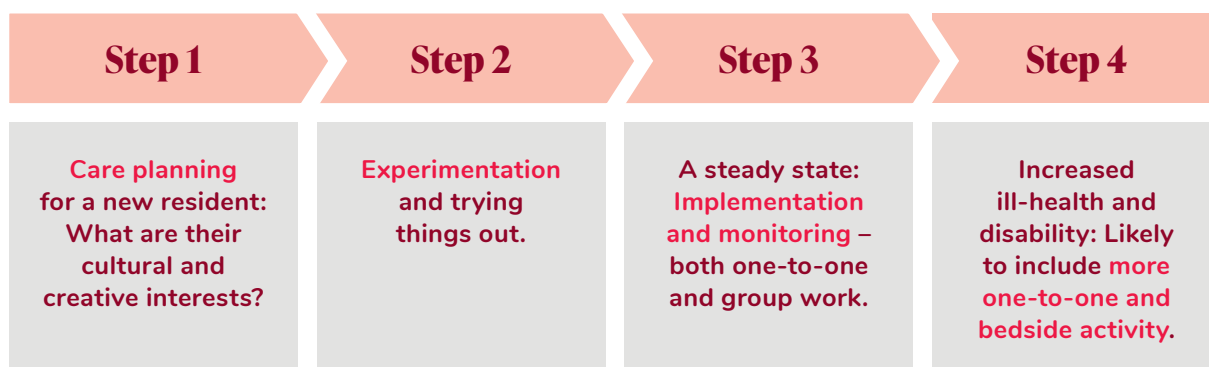 Step 1
Step 2
Step 3
Step 4
Care planning
for a new resident:
What are their
cultural and
creative interests?
Experimentation
and trying
things out.
A steady state:
Implementation
and monitoring –
both one-to-one
and group work.
Increased
ill-health and
disability: Likely
to include more
one-to-one and
bedside activity.